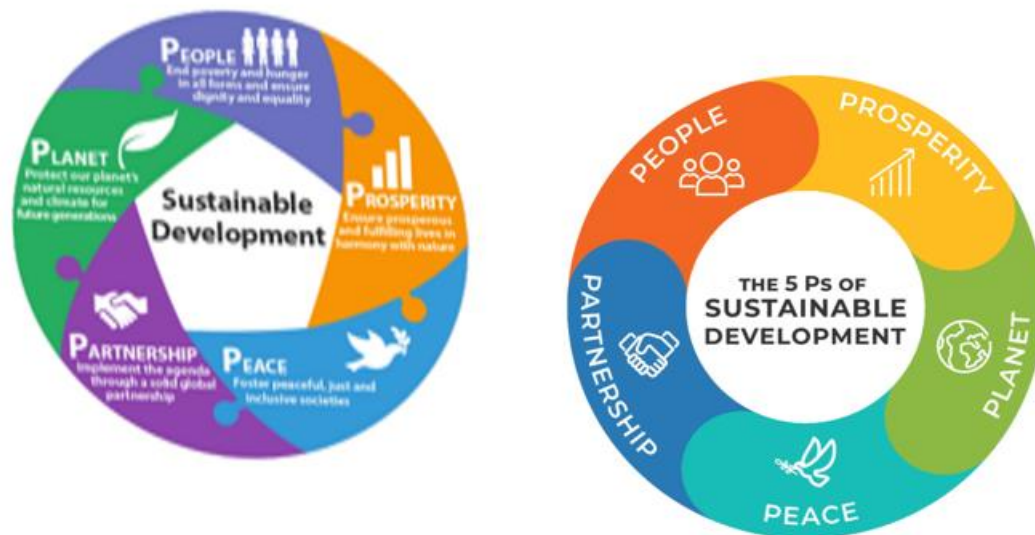 PEOPLE
End poverty and hunger
in all forms and ensure
dignity and equality
PROSPERITY
Ensure prosperous
and fulfilling lives in
harmony with nature
PEACE
Foster peaceful, just and
inclusive societies
PARTNERSHIP
Implement the agenda
through a solid global
partnership
PLANET
Protect our planet's
natural resources
and climate for
future generations
Sustainable
Development
PEOPLE
PROSPERITY
PLANET
PEACE
PARTNERSHIP
THE 5 Ps OF
SUSTAINABLE
DEVELOPMENT